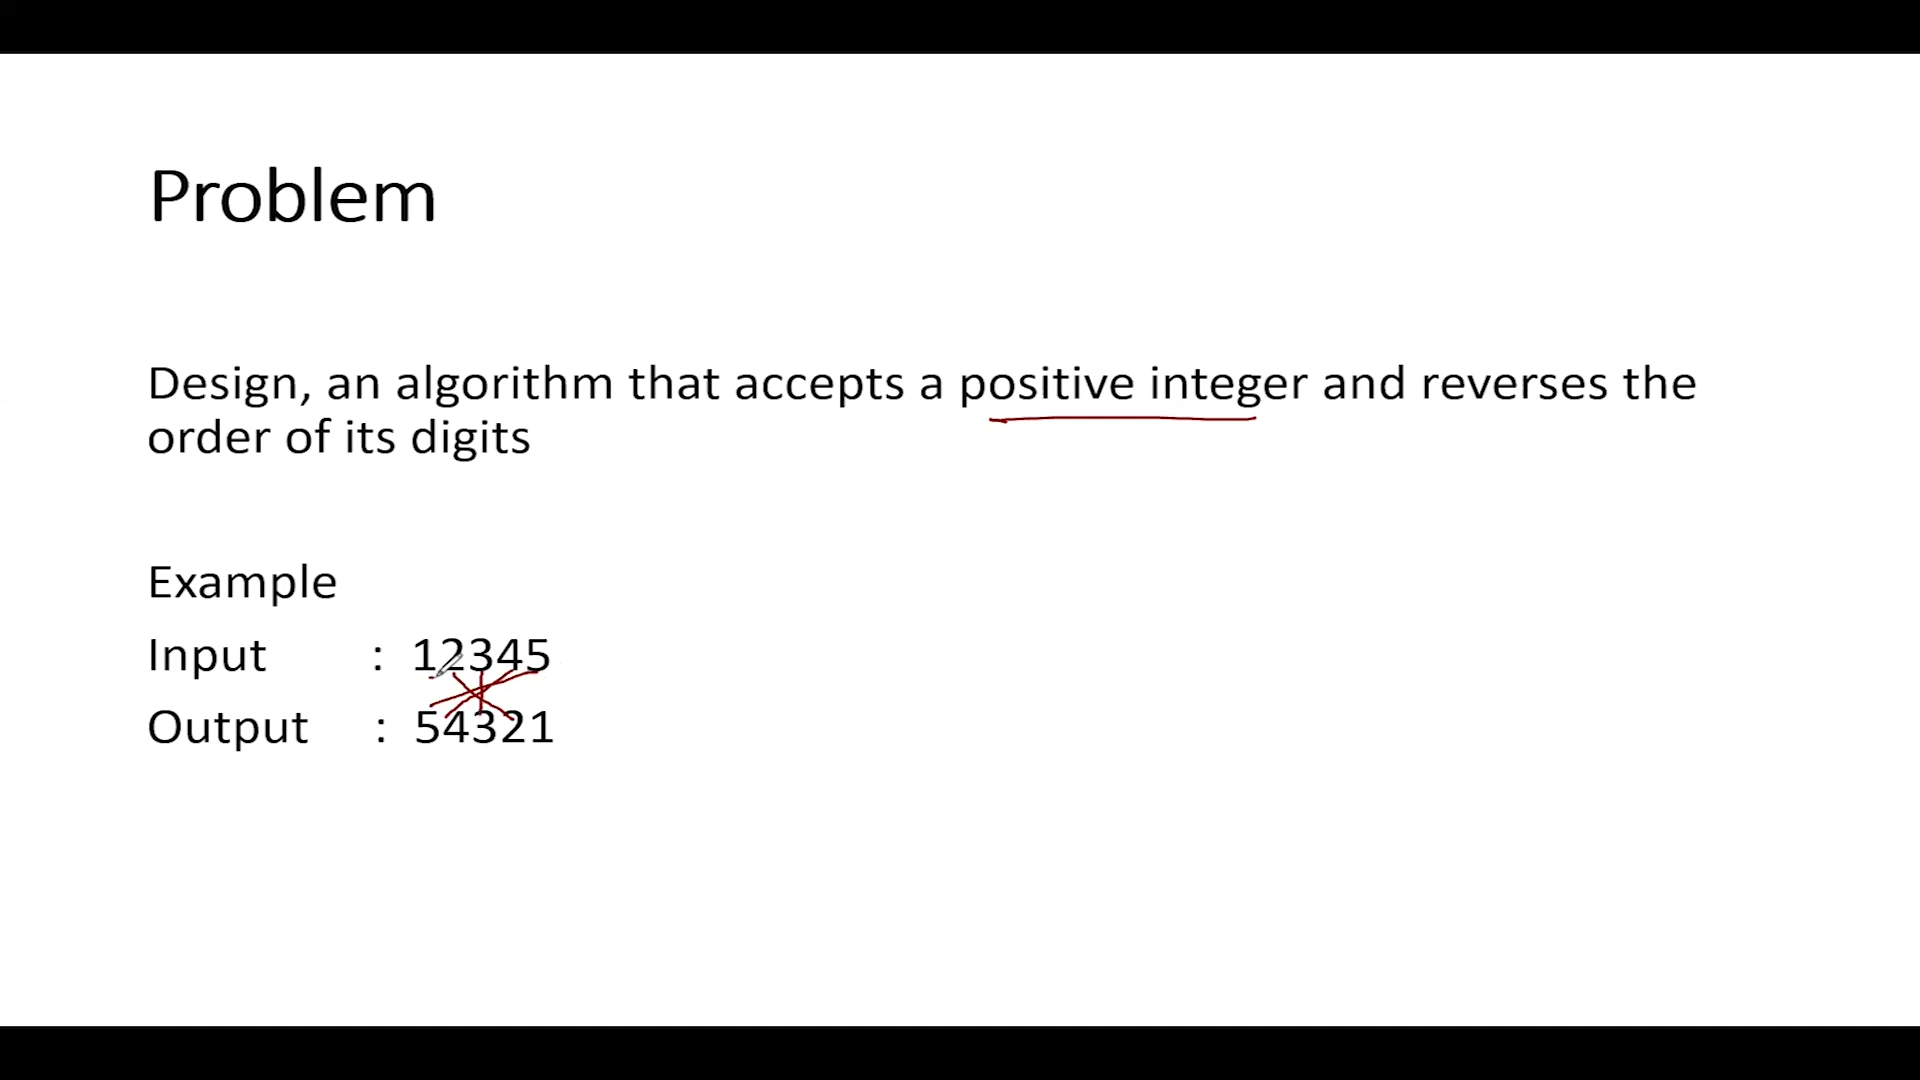 Problem
Design, an algorithm that accepts a positive integer and reverses the
order of its digits
Example
Input : 12345
Output : 54321